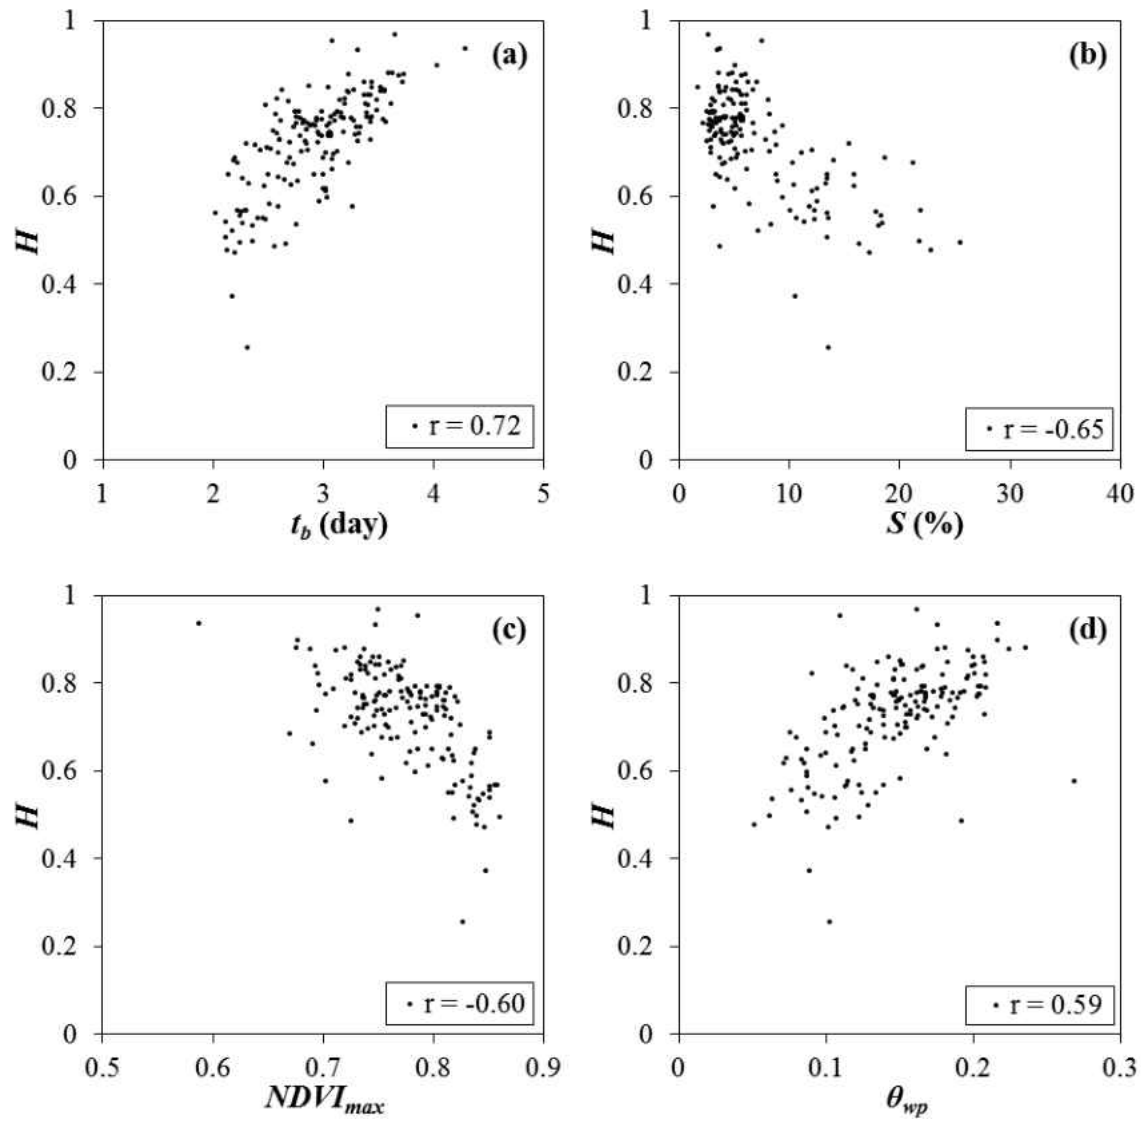 1
0.8
0.6
0.4
0.2
0
H
(a)
r = 0.72
1 2 3 4 5
t_b (day)
1
0.8
0.6
0.4
0.2
0
H
(b)
r = -0.65
0 10 20 30 40
S (%)
1
0.8
0.6
0.4
0.2
0
H
(c)
r = -0.60
0.5 0.6 0.7 0.8 0.9
NDVI_max
1
0.8
0.6
0.4
0.2
0
H
(d)
r = 0.59
0 0.1 0.2 0.3
θ_wp